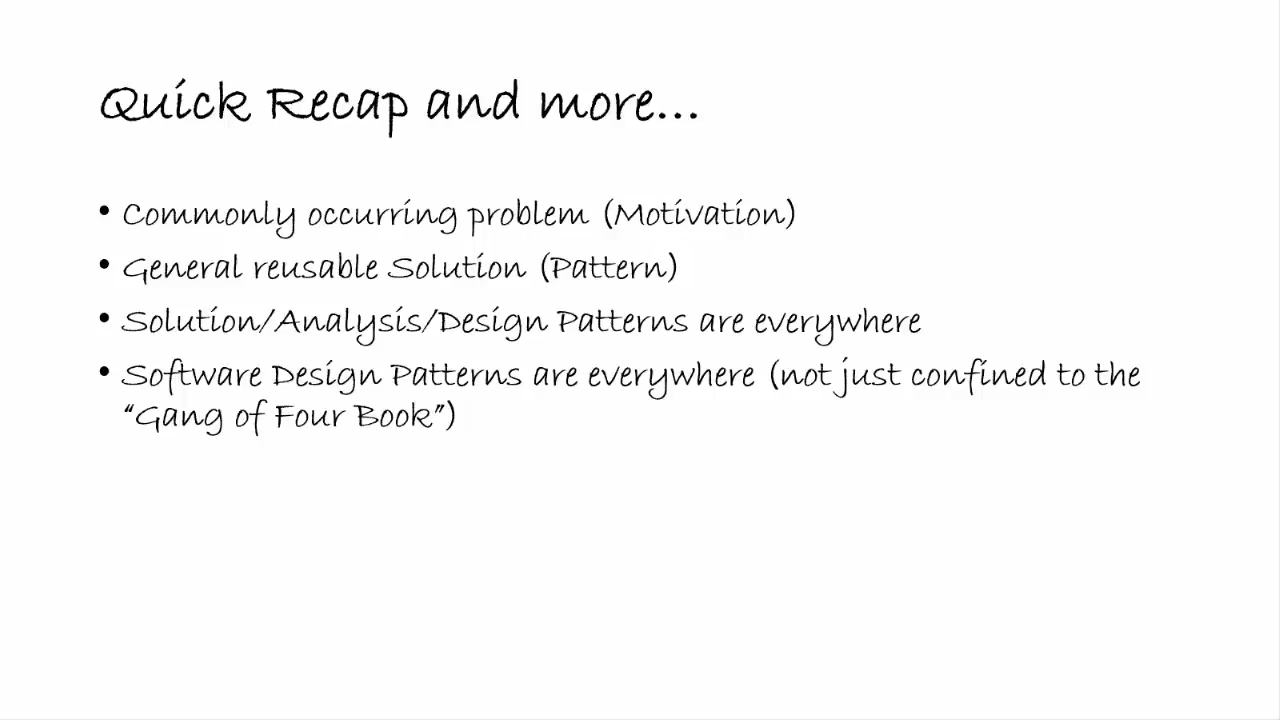 Quick Recap and more...
• Commonly occurring problem (Motivation)
• General reusable Solution (Pattern)
• Solution/Analysis/Design Patterns are everywhere
• Software Design Patterns are everywhere (not just confined to the
“Gang of Four Book”)